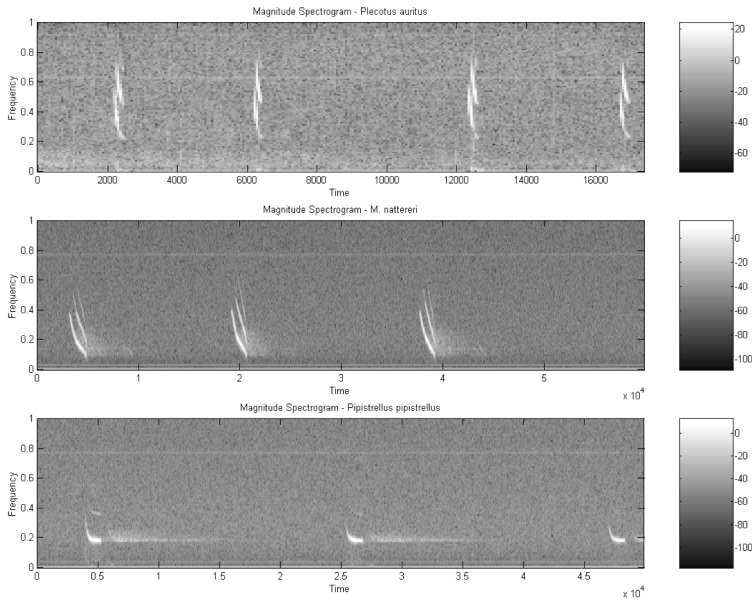 Magnitude Spectrogram - Plecotus auritus
1
0.8
0.6
0.4
0.2
0
Frequency
0 2000 4000 6000 8000 10000 12000 14000 16000
Time
20
0
-20
-40
-60
Magnitude Spectrogram - M. nattereri
1
0.8
0.6
0.4
0.2
0
Frequency
0 1 2 3 4 5
Time
x 10^4
0
-20
-40
-60
-80
-100
Magnitude Spectrogram - Pipistrellus pipistrellus
1
0.8
0.6
0.4
0.2
0
Frequency
0 0.5 1 1.5 2 2.5 3 3.5 4 4.5
Time
x 10^4
0
-20
-40
-60
-80
-100